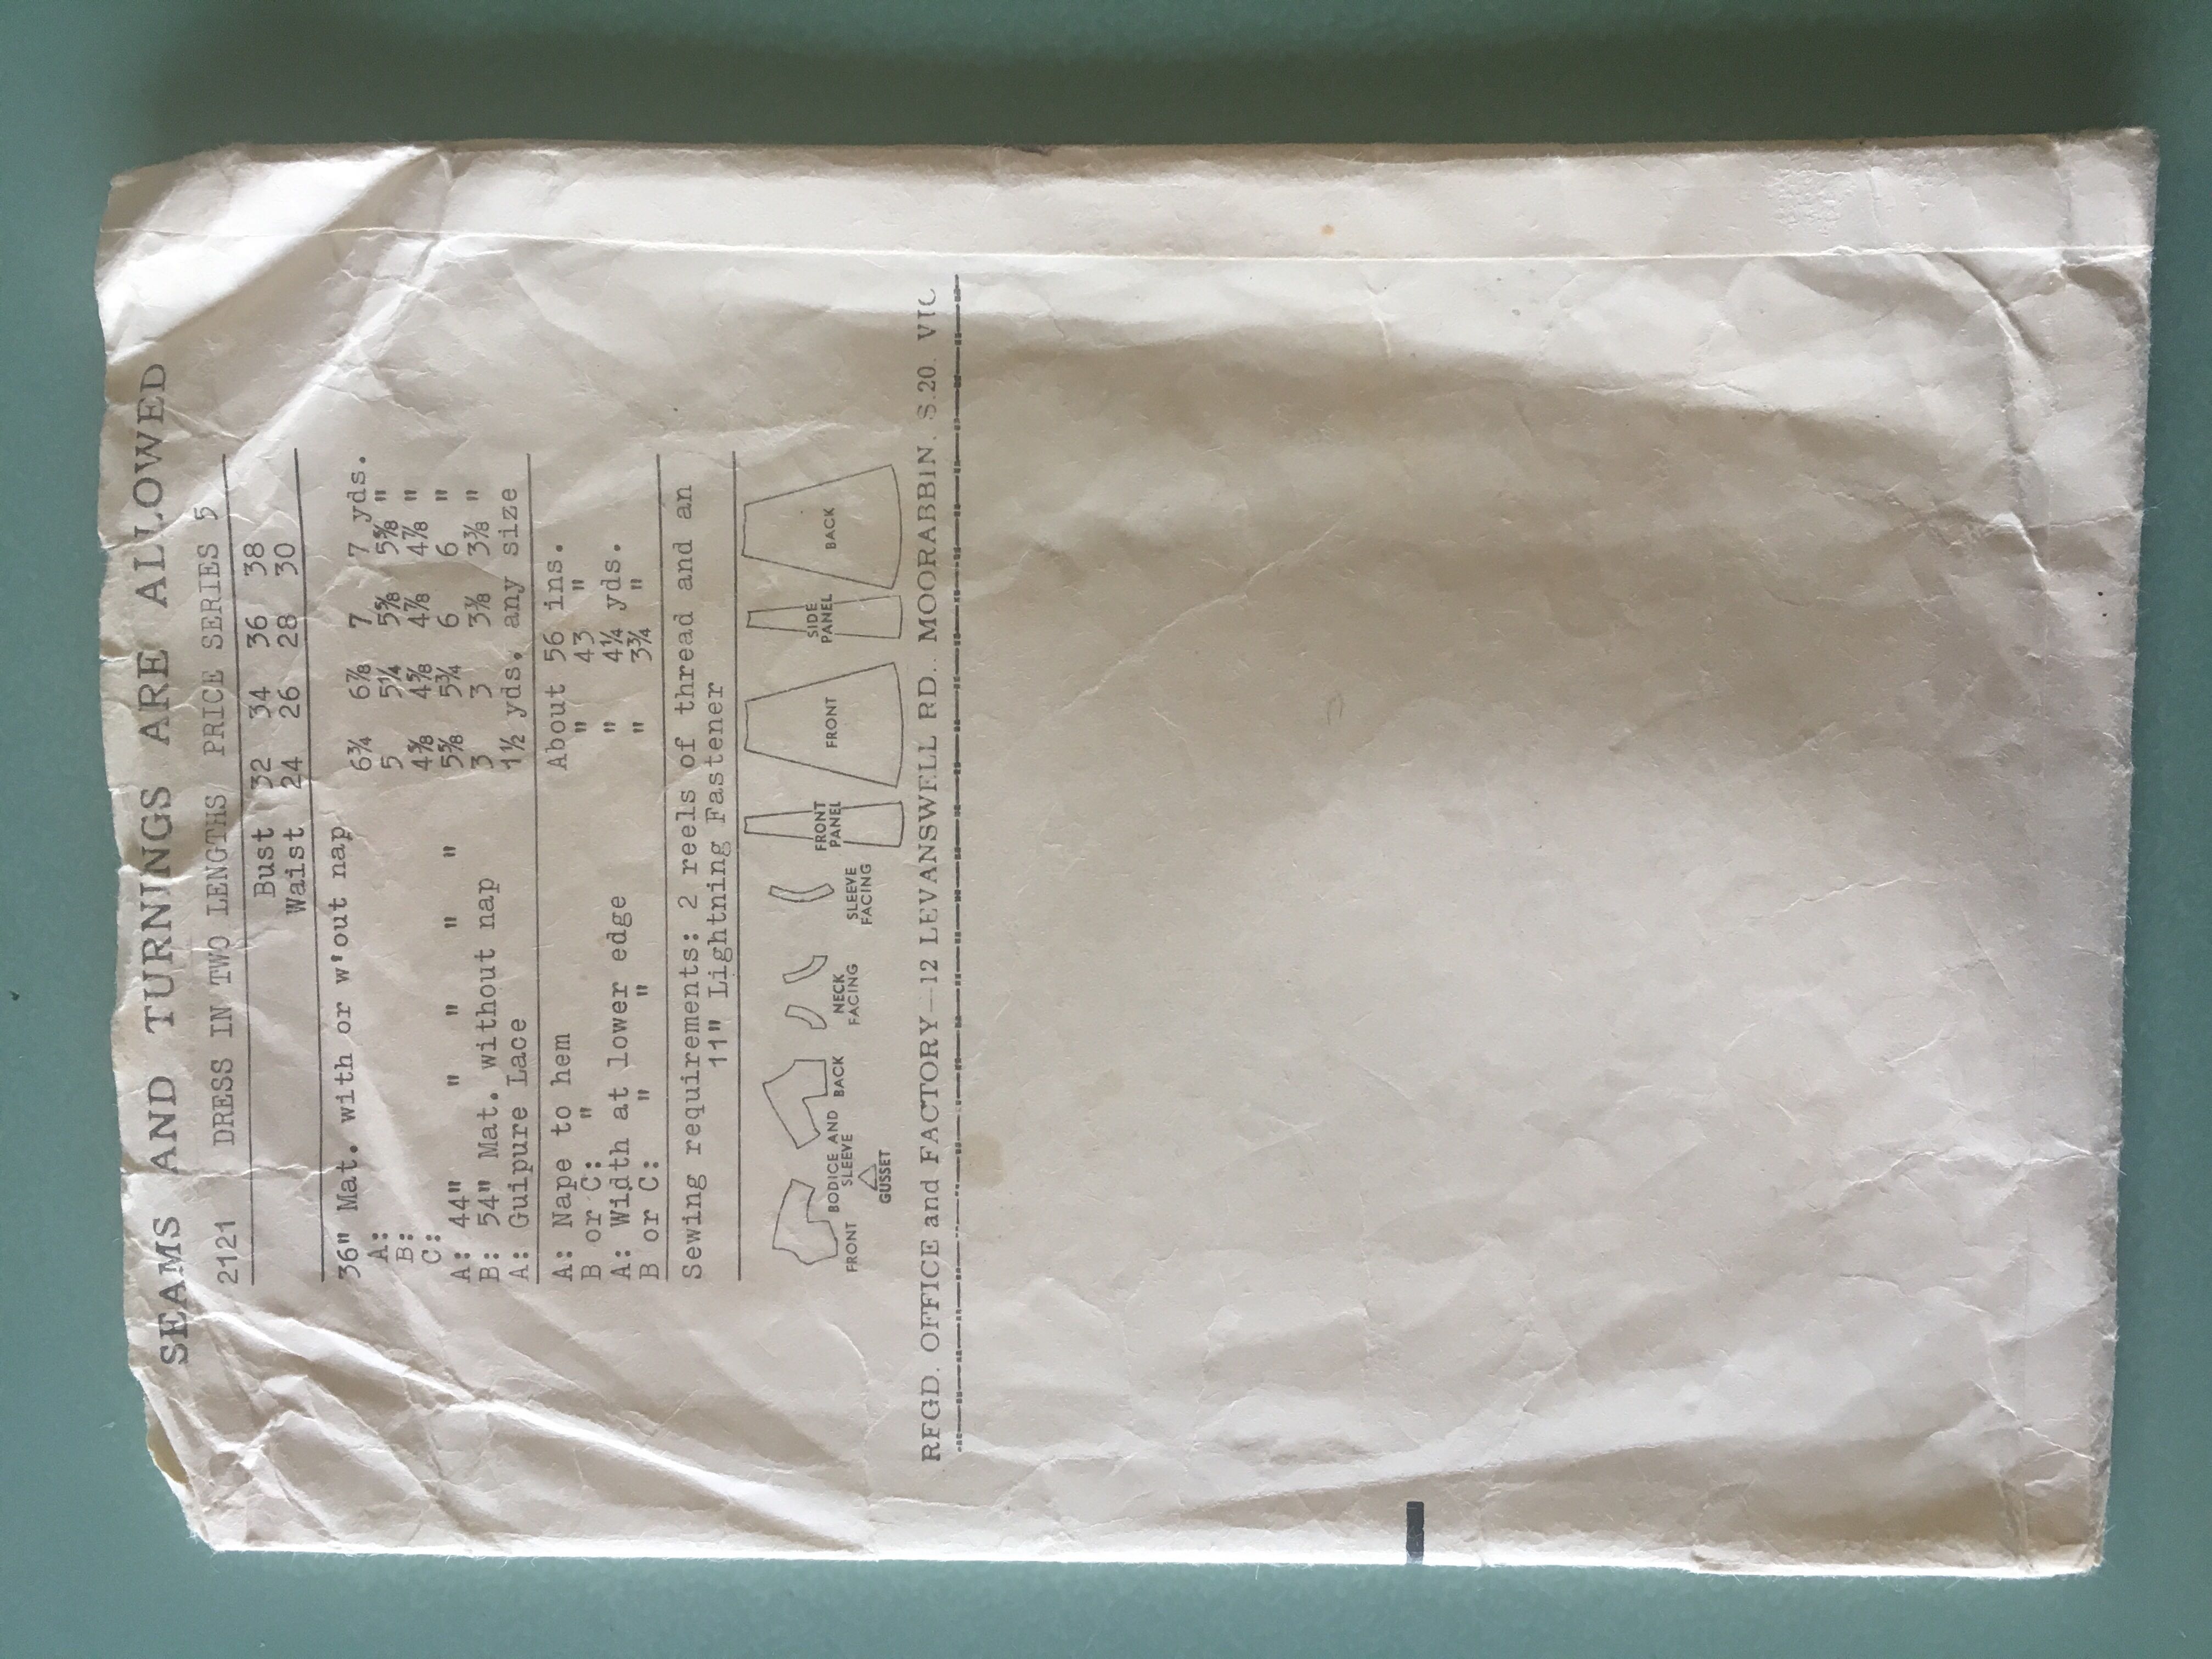 SEAMS AND TURNINGS ARE ALLOWED
2121 DRESS IN TWO LENGTHS PRICE SERIES 5
Bust 32 34 36 38
Waist 24 26 28 30
36" Mat. with or w'out nap
A: 6¾ 6⅞ 7 7 yds.
B: 5 5¼ 5⅝ 5⅝ "
C: 4⅝ 4⅝ 4⅞ 4⅞ "
A: 44" " " " " 5⅝ 5¾ 6 6 "
B: 54" Mat. without nap 3 3 3⅜ 3⅜ "
A: Guipure Lace 1½ yds. any size
A: Nape to hem About 56 ins.
B or C: " " 43 "
A: Width at lower edge " 4¼ yds.
B or C: " " " 3¾ "
Sewing requirements: 2 reels of thread and an
11" Lightning Fastener
FRONT BODICE AND SLEEVE BACK
GUSSET
NECK FACING
SLEEVE FACING
FRONT PANEL
FRONT
SIDE PANEL
BACK
REGD. OFFICE and FACTORY—12 LEVANSWELL RD. MOORABBIN. S.20. VIC